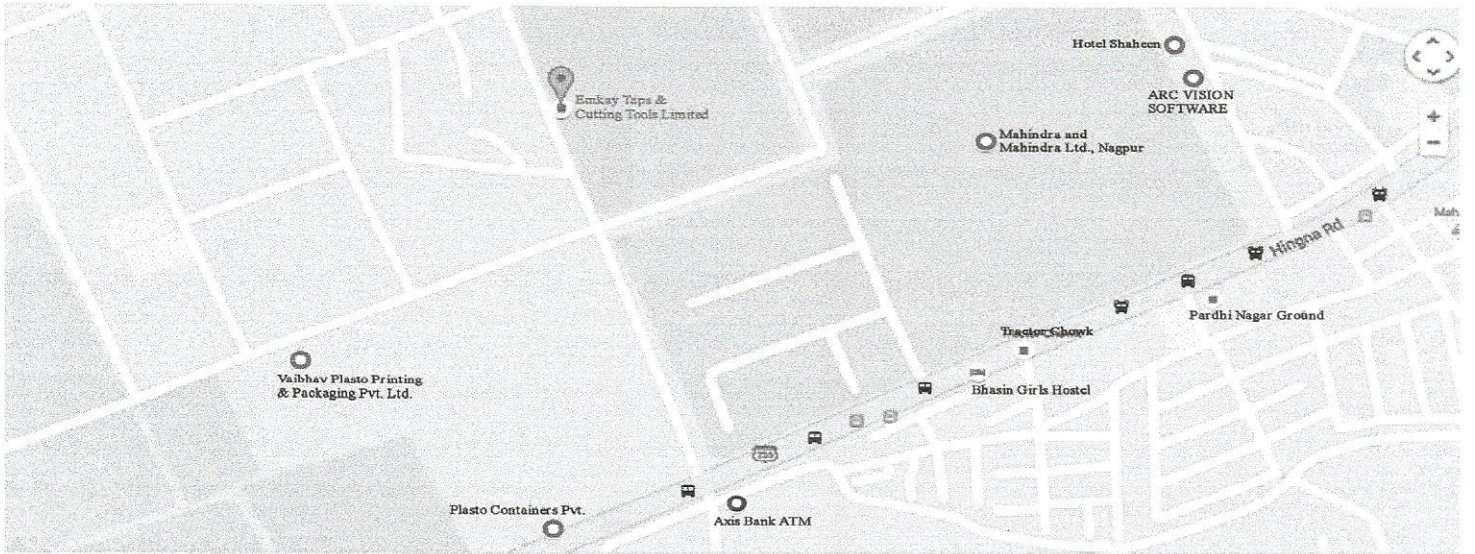 Hotel Shaheen
ARC VISION
SOFTWARE
Emkay Taps &
Cutting Tools Limited
Mahindra and
Mahindra Ltd., Nagpur
+
−
Mah
Hingna Rd
Pardhi Nagar Ground
Tractor Chowk
Bhasin Girls Hostel
Vaibhav Plasto Printing
& Packaging Pvt. Ltd.
Plasto Containers Pvt.
Axis Bank ATM